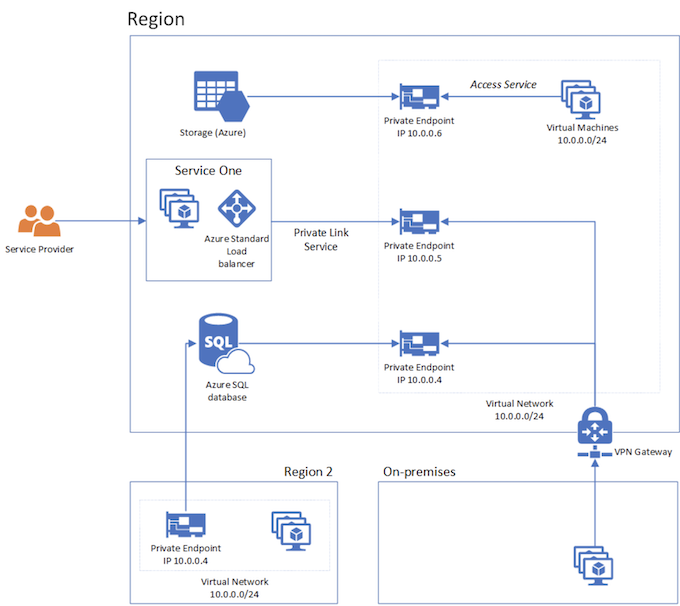 Region
Storage (Azure)
Private Endpoint
IP 10.0.0.6
Access Service
Virtual Machines
10.0.0.0/24
Service One
Azure Standard
Load
balancer
Service Provider
Private Link
Service
Private Endpoint
IP 10.0.0.5
SQL
Azure SQL
database
Private Endpoint
IP 10.0.0.4
Virtual Network
10.0.0.0/24
VPN Gateway
Region 2
Private Endpoint
IP 10.0.0.4
Virtual Network
10.0.0.0/24
On-premises